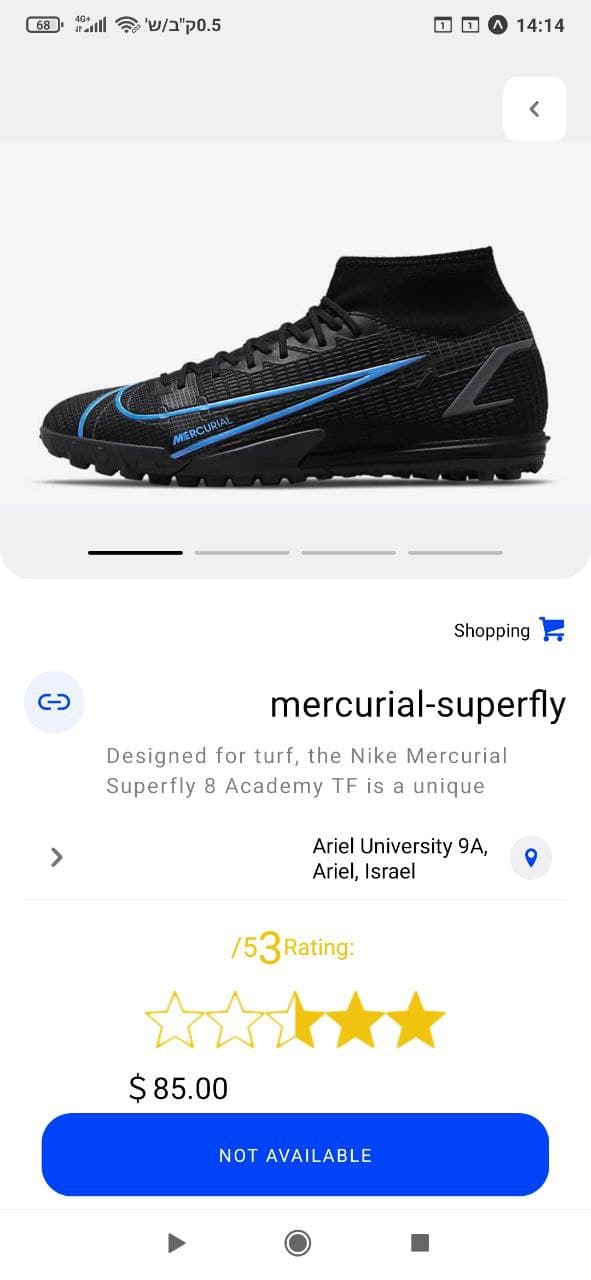 68 4G+ 0.5ק"ב/ש' 1 1 14:14
MERCURIAL
Shopping
mercurial-superfly
Designed for turf, the Nike Mercurial
Superfly 8 Academy TF is a unique
Ariel University 9A,
Ariel, Israel
/53Rating:
$ 85.00
NOT AVAILABLE